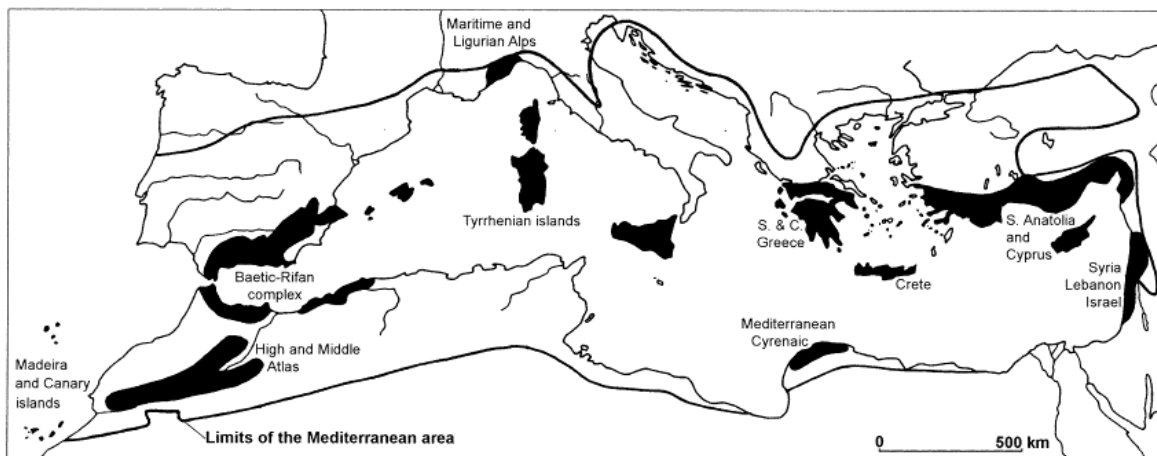 Maritime and
Ligurian Alps
Tyrrhenian islands
S. & C.
Greece
S. Anatolia
and
Cyprus
Crete
Syria
Lebanon
Israel
Baetic-Rifan
complex
Mediterranean
Cyrenaic
High and Middle
Atlas
Madeira
and Canary
islands
Limits of the Mediterranean area
0 500 km